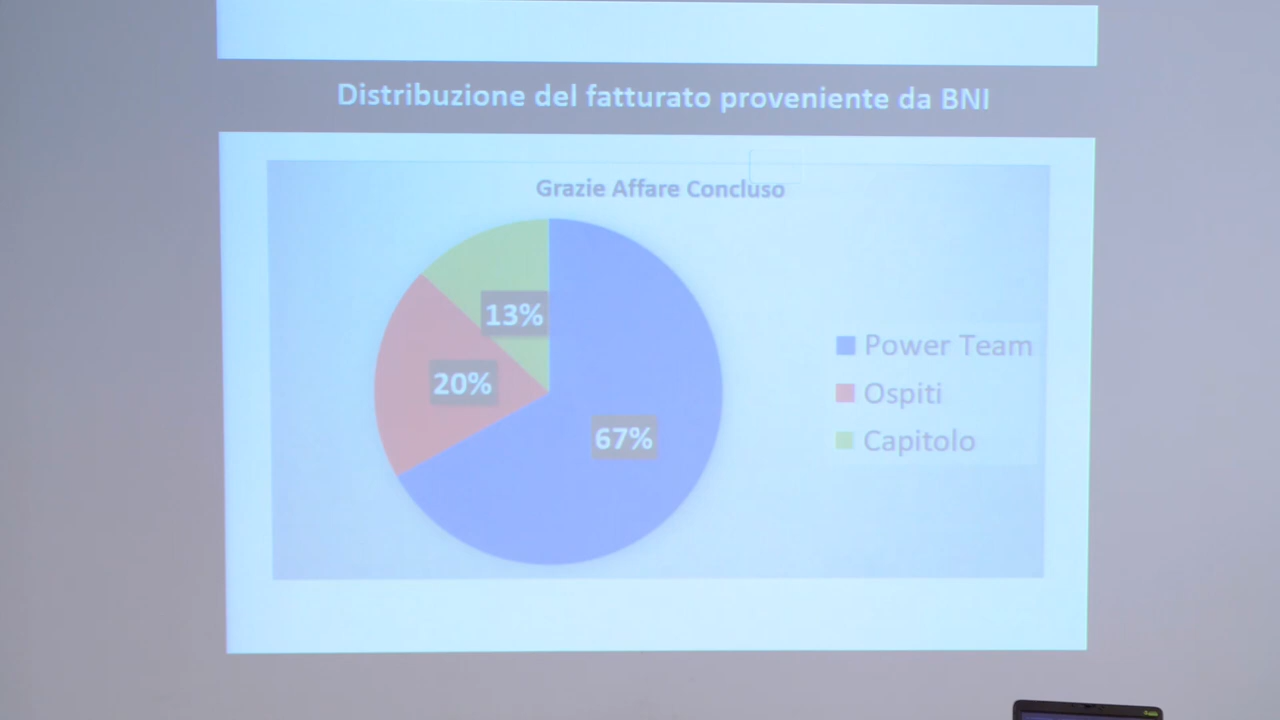 Distribuzione del fatturato proveniente da BNI
Grazie Affare Concluso
13%
20%
67%
Power Team
Ospiti
Capitolo